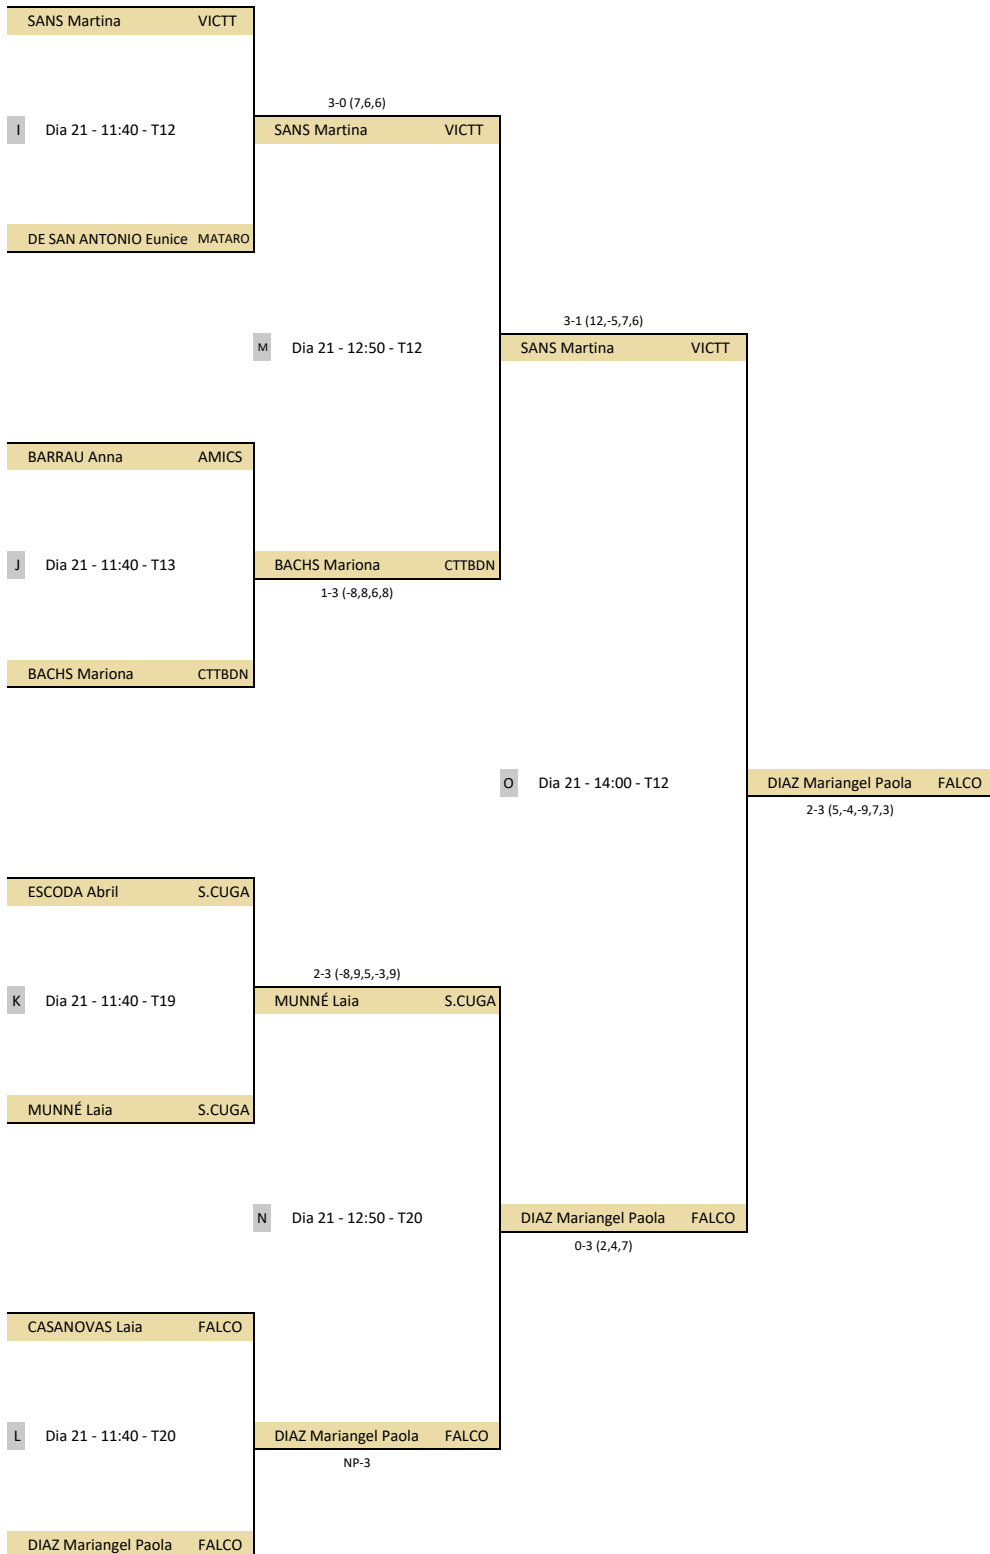 SANS Martina VICTT
3-0 (7,6,6)
I Dia 21 - 11:40 - T12 SANS Martina VICTT
DE SAN ANTONIO Eunice MATARO
3-1 (12,-5,7,6)
M Dia 21 - 12:50 - T12 SANS Martina VICTT
BARRAU Anna AMICS
J Dia 21 - 11:40 - T13 BACHS Mariona CTTBDN
1-3 (-8,8,6,8)
BACHS Mariona CTTBDN
O Dia 21 - 14:00 - T12 DIAZ Mariangel Paola FALCO
2-3 (5,-4,-9,7,3)
ESCODA Abril S.CUGA
2-3 (-8,9,5,-3,9)
K Dia 21 - 11:40 - T19 MUNNÉ Laia S.CUGA
MUNNÉ Laia S.CUGA
N Dia 21 - 12:50 - T20 DIAZ Mariangel Paola FALCO
0-3 (2,4,7)
CASANOVAS Laia FALCO
L Dia 21 - 11:40 - T20 DIAZ Mariangel Paola FALCO
NP-3
DIAZ Mariangel Paola FALCO